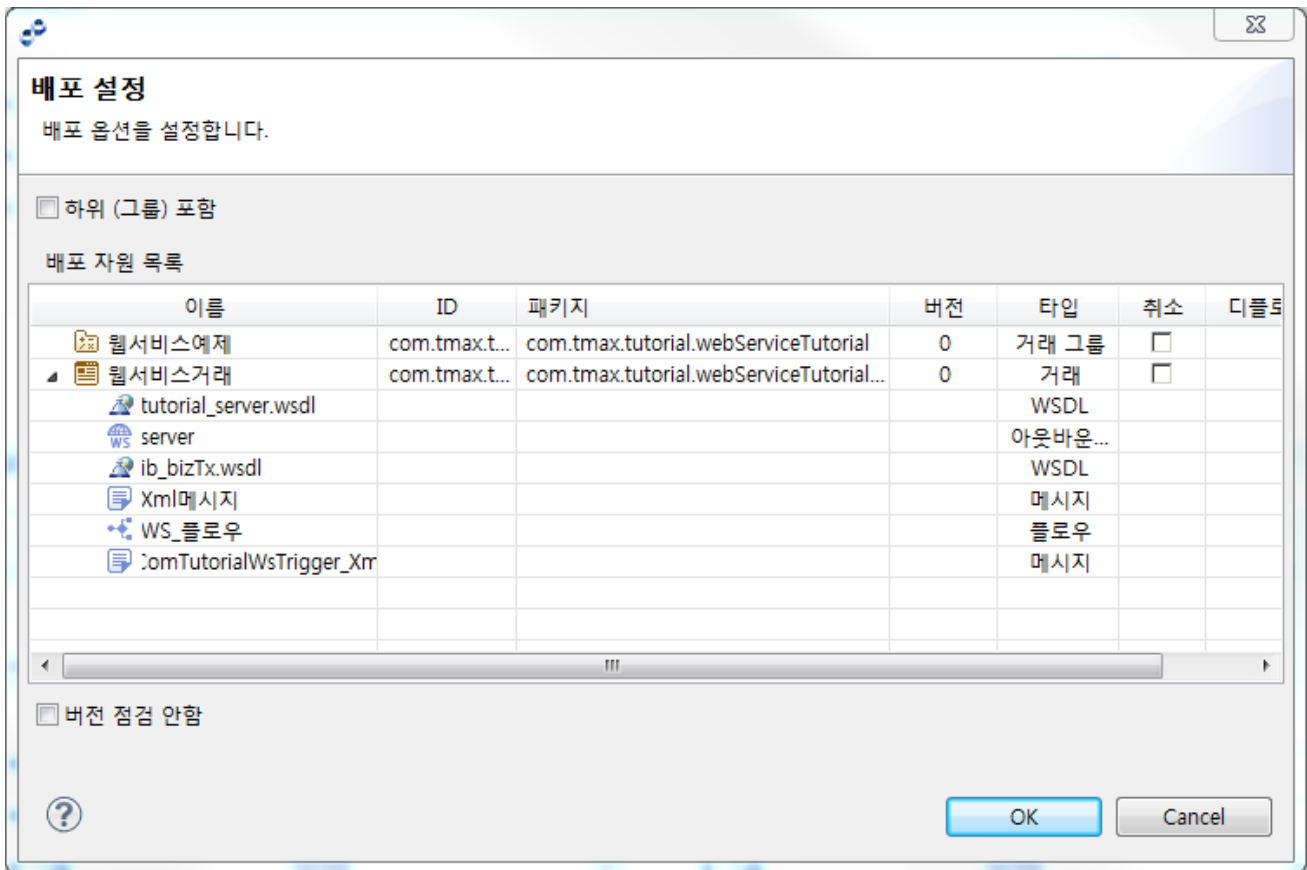 배포 설정
배포 옵션을 설정합니다.
하위 (그룹) 포함
배포 자원 목록
이름 ID 패키지 버전 타입 취소 디플로
웹서비스예제 com.tmax.t... com.tmax.tutorial.webServiceTutorial 0 거래 그룹
웹서비스거래 com.tmax.t... com.tmax.tutorial.webServiceTutorial... 0 거래
tutorial_server.wsdl WSDL
WS server 아웃바운...
ib_bizTx.wsdl WSDL
Xml메시지 메시지
WS_플로우 플로우
ComTutorialWsTrigger_Xm 메시지
버전 점검 안함
?
OK Cancel